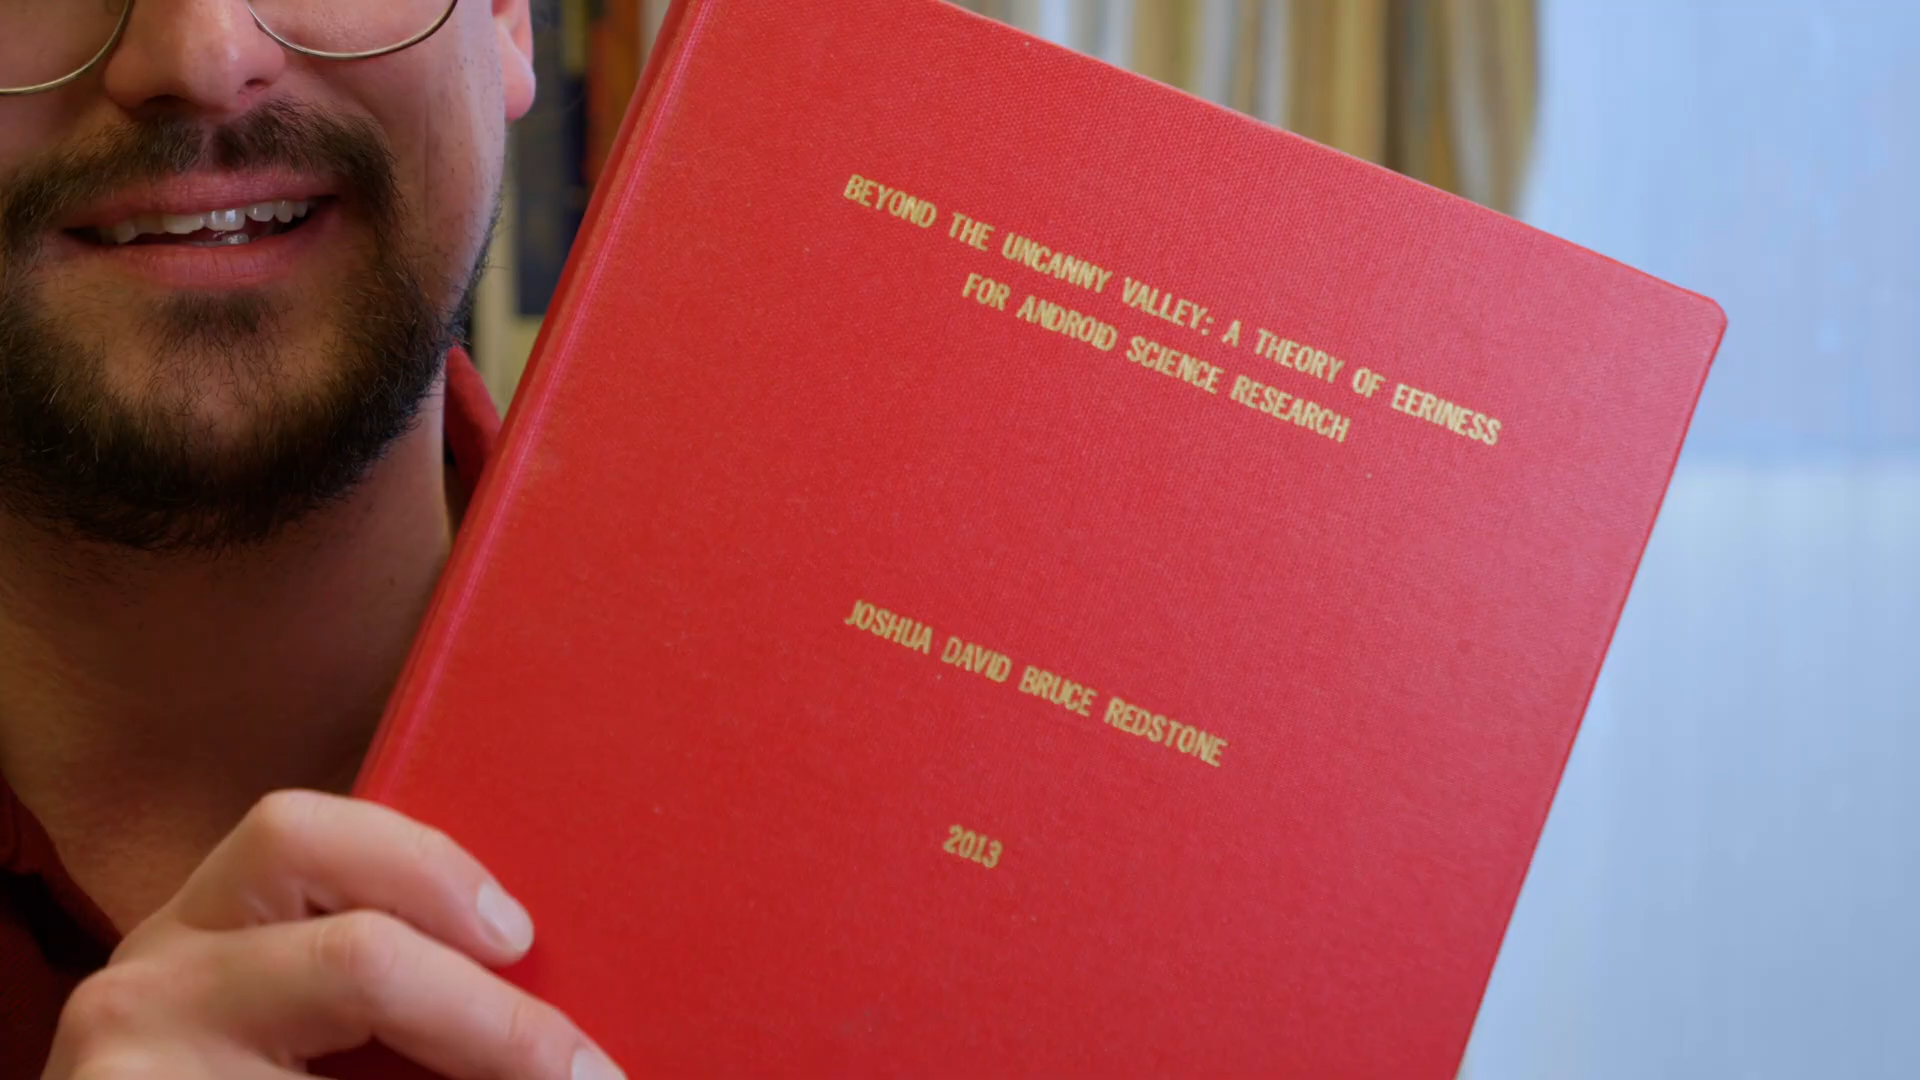 BEYOND THE UNCANNY VALLEY: A THEORY OF EERINESS
FOR ANDROID SCIENCE RESEARCH
JOSHUA DAVID BRUCE REDSTONE
2013